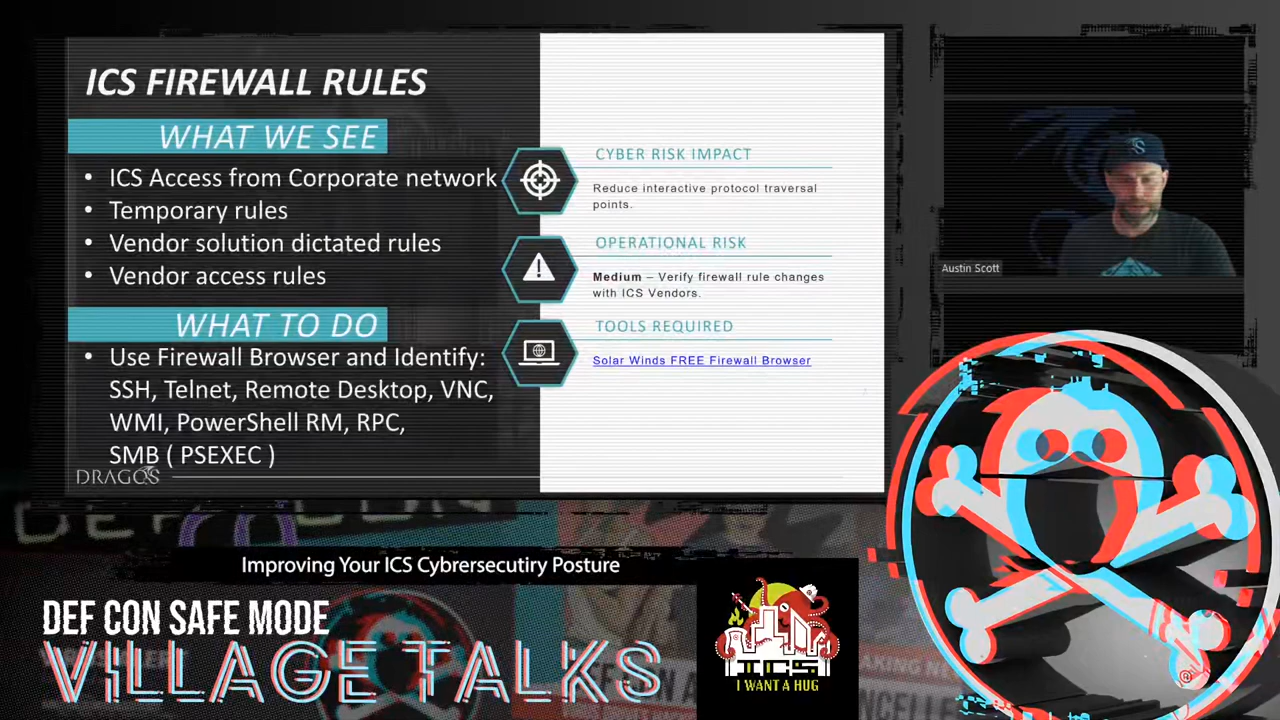 ICS FIREWALL RULES
WHAT WE SEE
• ICS Access from Corporate network
• Temporary rules
• Vendor solution dictated rules
• Vendor access rules
WHAT TO DO
• Use Firewall Browser and Identify:
SSH, Telnet, Remote Desktop, VNC,
WMI, PowerShell RM, RPC,
SMB ( PSEXEC )
DRAGOS
CYBER RISK IMPACT
Reduce interactive protocol traversal
points.
OPERATIONAL RISK
Medium – Verify firewall rule changes
with ICS Vendors.
TOOLS REQUIRED
Solar Winds FREE Firewall Browser
Austin Scott
DEF CON
Improving Your ICS Cybrersecutiry Posture
DEF CON SAFE MODE
VILLAGE TALKS
ICS
I WANT A HUG